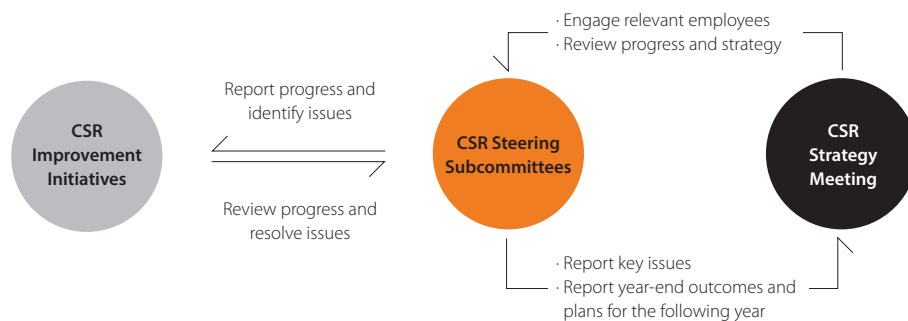 · Engage relevant employees
· Review progress and strategy
Report progress and
identify issues
CSR
Improvement
Initiatives
CSR Steering
Subcommittees
CSR
Strategy
Meeting
Review progress and
resolve issues
· Report key issues
· Report year-end outcomes and
plans for the following year